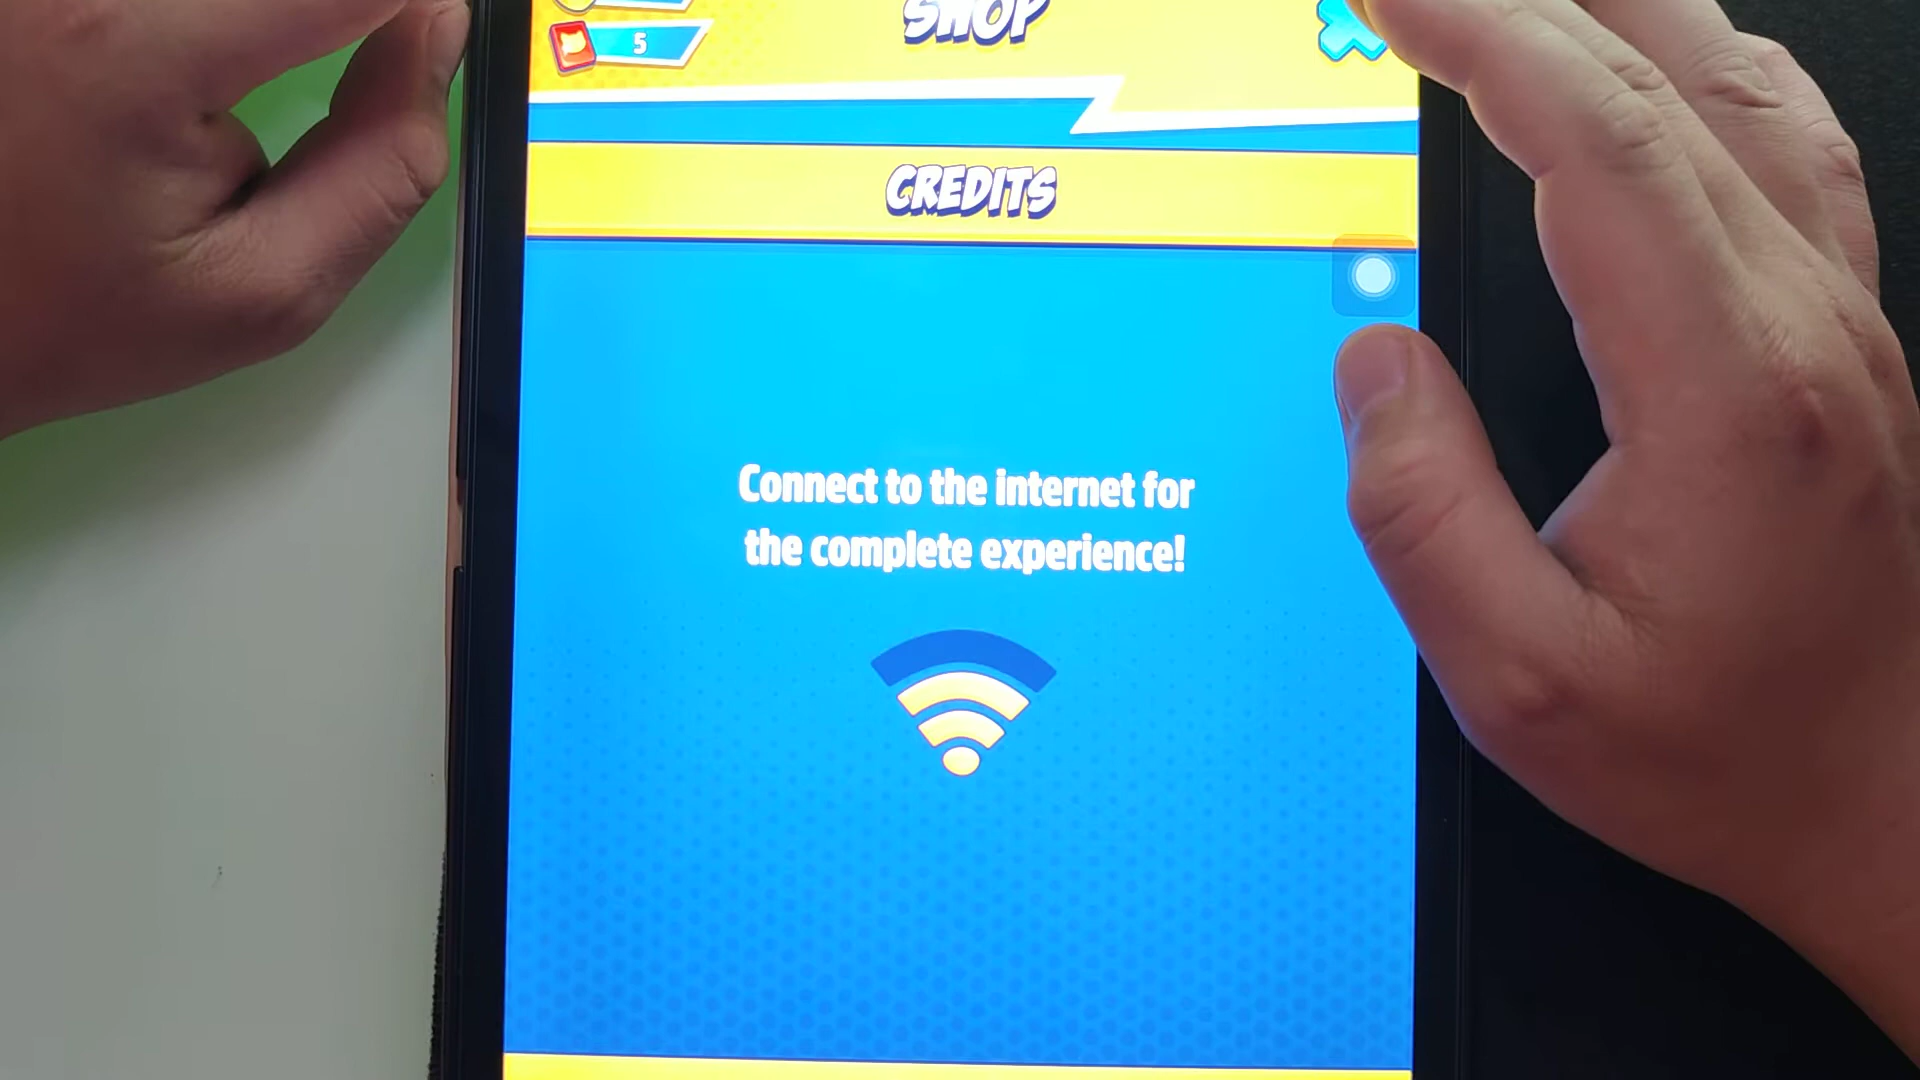 SHOP
5
CREDITS
Connect to the internet for
the complete experience!